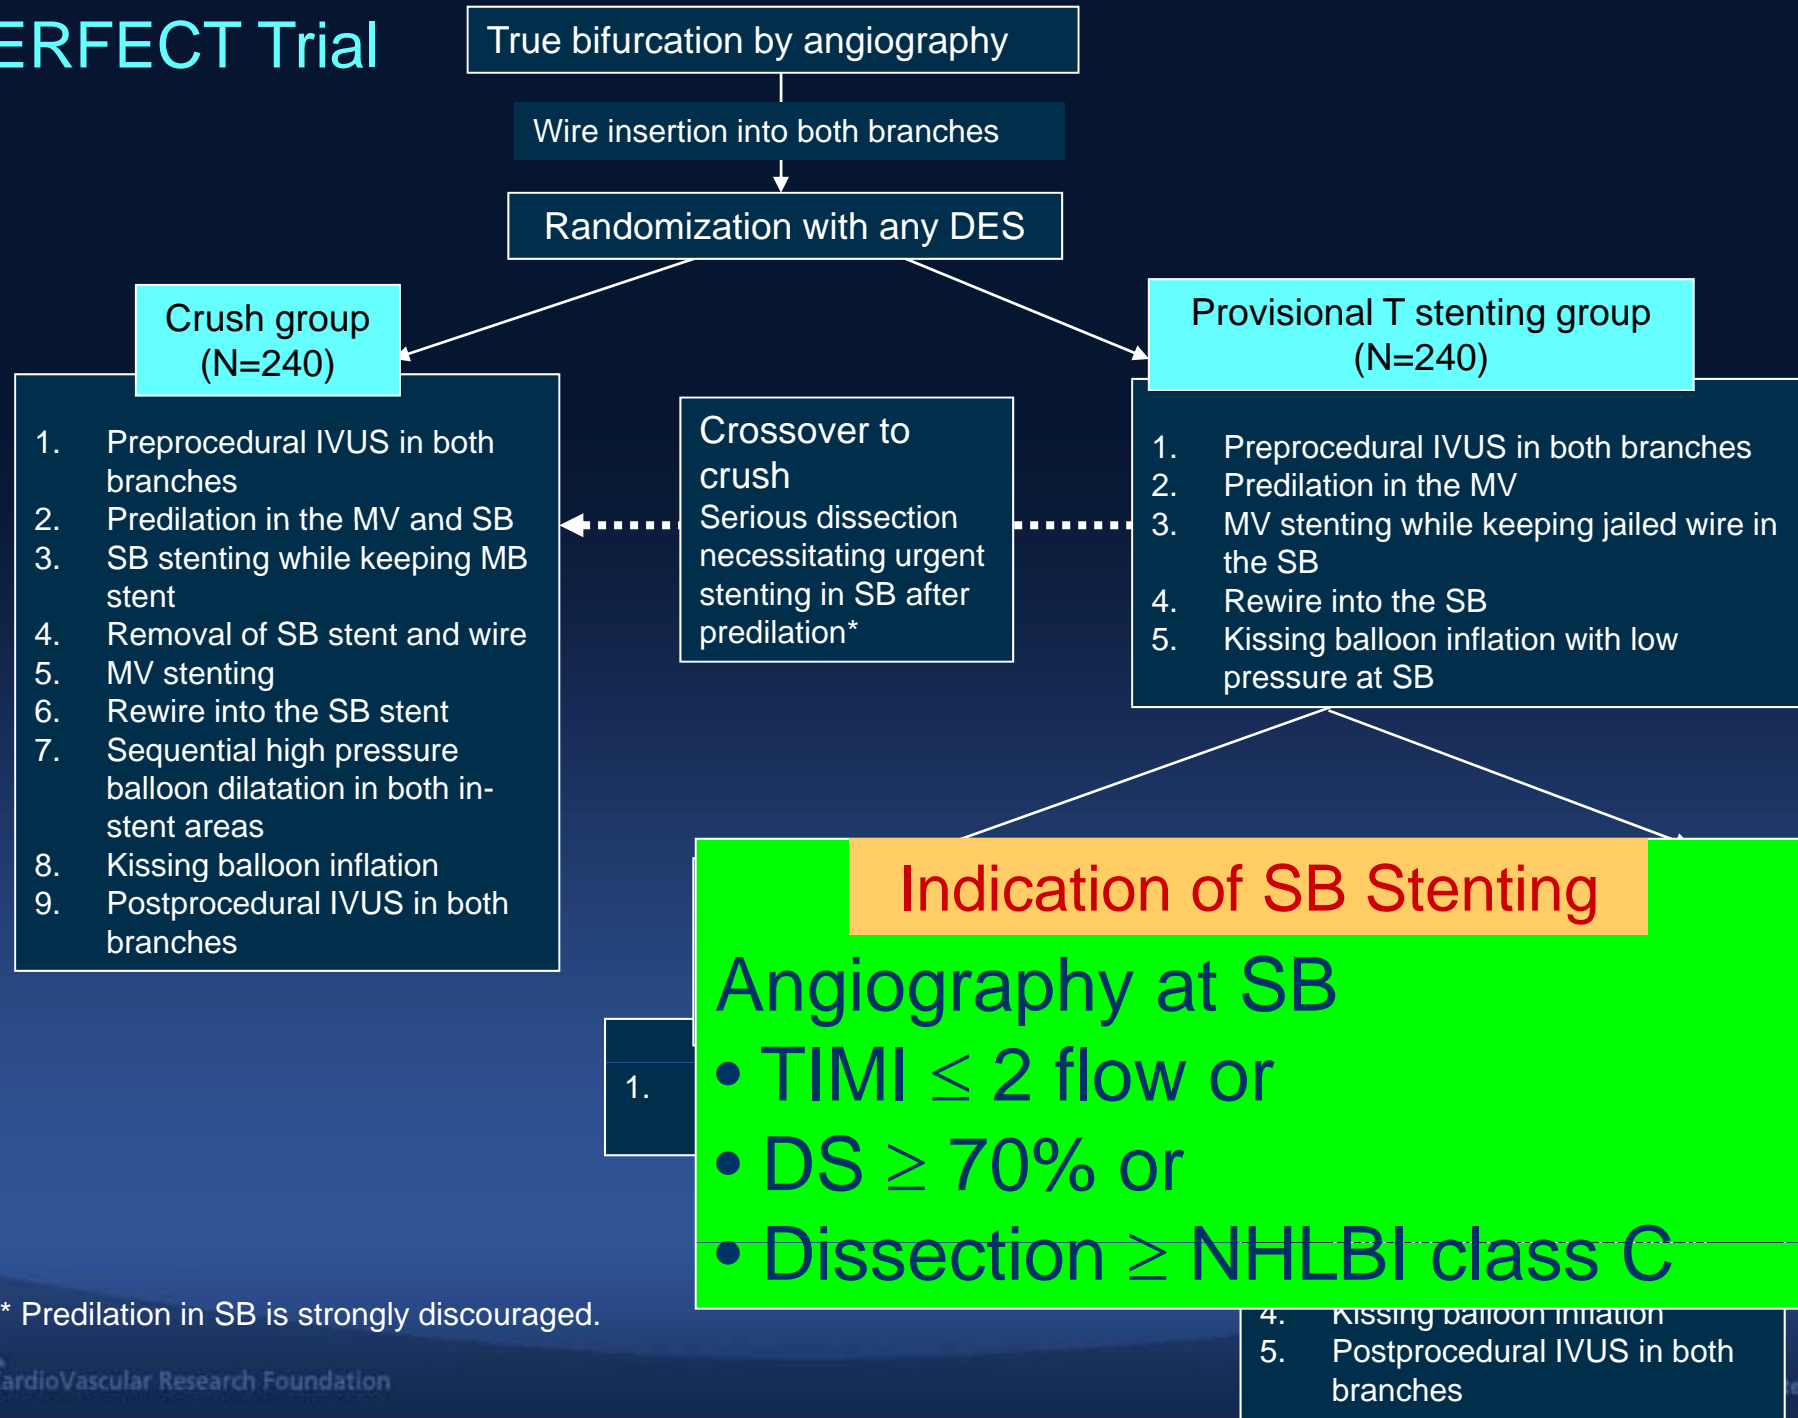 ERFECT Trial
True bifurcation by angiography
Wire insertion into both branches
Randomization with any DES
Crush group
(N=240)
Provisional T stenting group
(N=240)
1. Preprocedural IVUS in both
branches
2. Predilation in the MV and SB
3. SB stenting while keeping MB
stent
4. Removal of SB stent and wire
5. MV stenting
6. Rewire into the SB stent
7. Sequential high pressure
balloon dilatation in both in-
stent areas
8. Kissing balloon inflation
9. Postprocedural IVUS in both
branches
Crossover to
crush
Serious dissection
necessitating urgent
stenting in SB after
predilation*
1. Preprocedural IVUS in both branches
2. Predilation in the MV
3. MV stenting while keeping jailed wire in
the SB
4. Rewire into the SB
5. Kissing balloon inflation with low
pressure at SB
Indication of SB Stenting
Angiography at SB
• TIMI ≤ 2 flow or
• DS ≥ 70% or
• Dissection ≥ NHLBI class C
1.
4. Kissing balloon inflation
5. Postprocedural IVUS in both
branches
* Predilation in SB is strongly discouraged.
ardioVascular Research Foundation